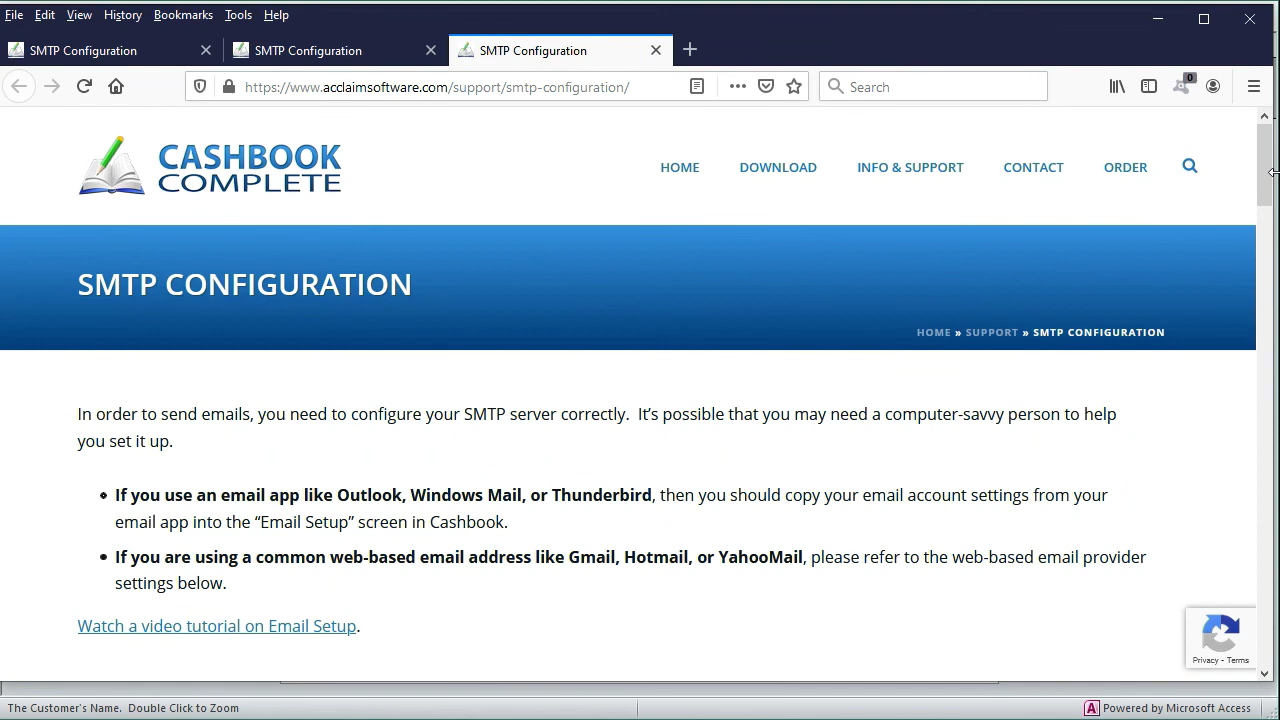 File Edit View History Bookmarks Tools Help
SMTP Configuration SMTP Configuration SMTP Configuration
https://www.acclaimsoftware.com/support/smtp-configuration/ Search 0
CASHBOOK
COMPLETE
HOME DOWNLOAD INFO & SUPPORT CONTACT ORDER
SMTP CONFIGURATION
HOME » SUPPORT » SMTP CONFIGURATION
In order to send emails, you need to configure your SMTP server correctly. It's possible that you may need a computer-savvy person to help
you set it up.
• If you use an email app like Outlook, Windows Mail, or Thunderbird, then you should copy your email account settings from your
email app into the “Email Setup” screen in Cashbook.
• If you are using a common web-based email address like Gmail, Hotmail, or YahooMail, please refer to the web-based email provider
settings below.
Watch a video tutorial on Email Setup.
Privacy - Terms
The Customer's Name. Double Click to Zoom
A Powered by Microsoft Access